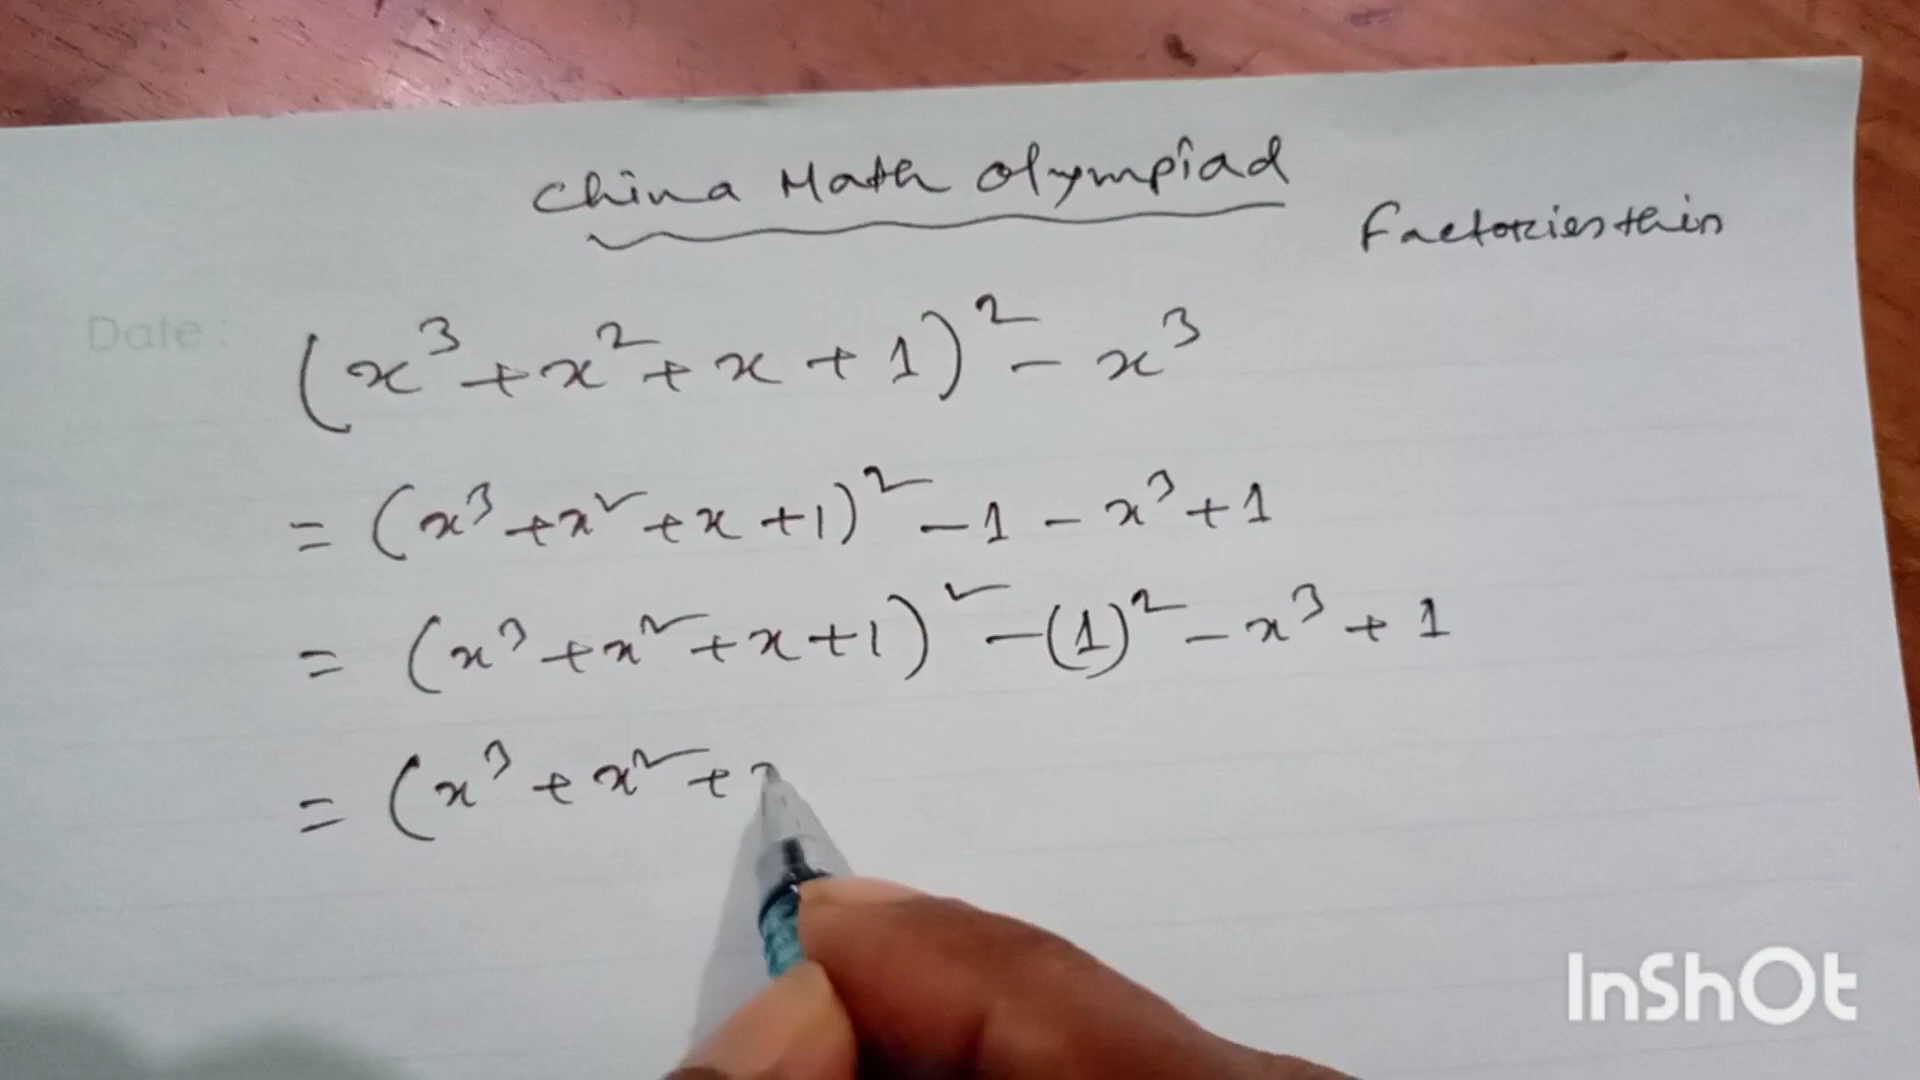 China Math Olympiad
Factories this
Date:
(x³+x²+x+1)²-x³
=(x³+x²+x+1)²-1-x³+1
=(x³+x²+x+1)²-(1)²-x³+1
=(x³+x²+
InShOt